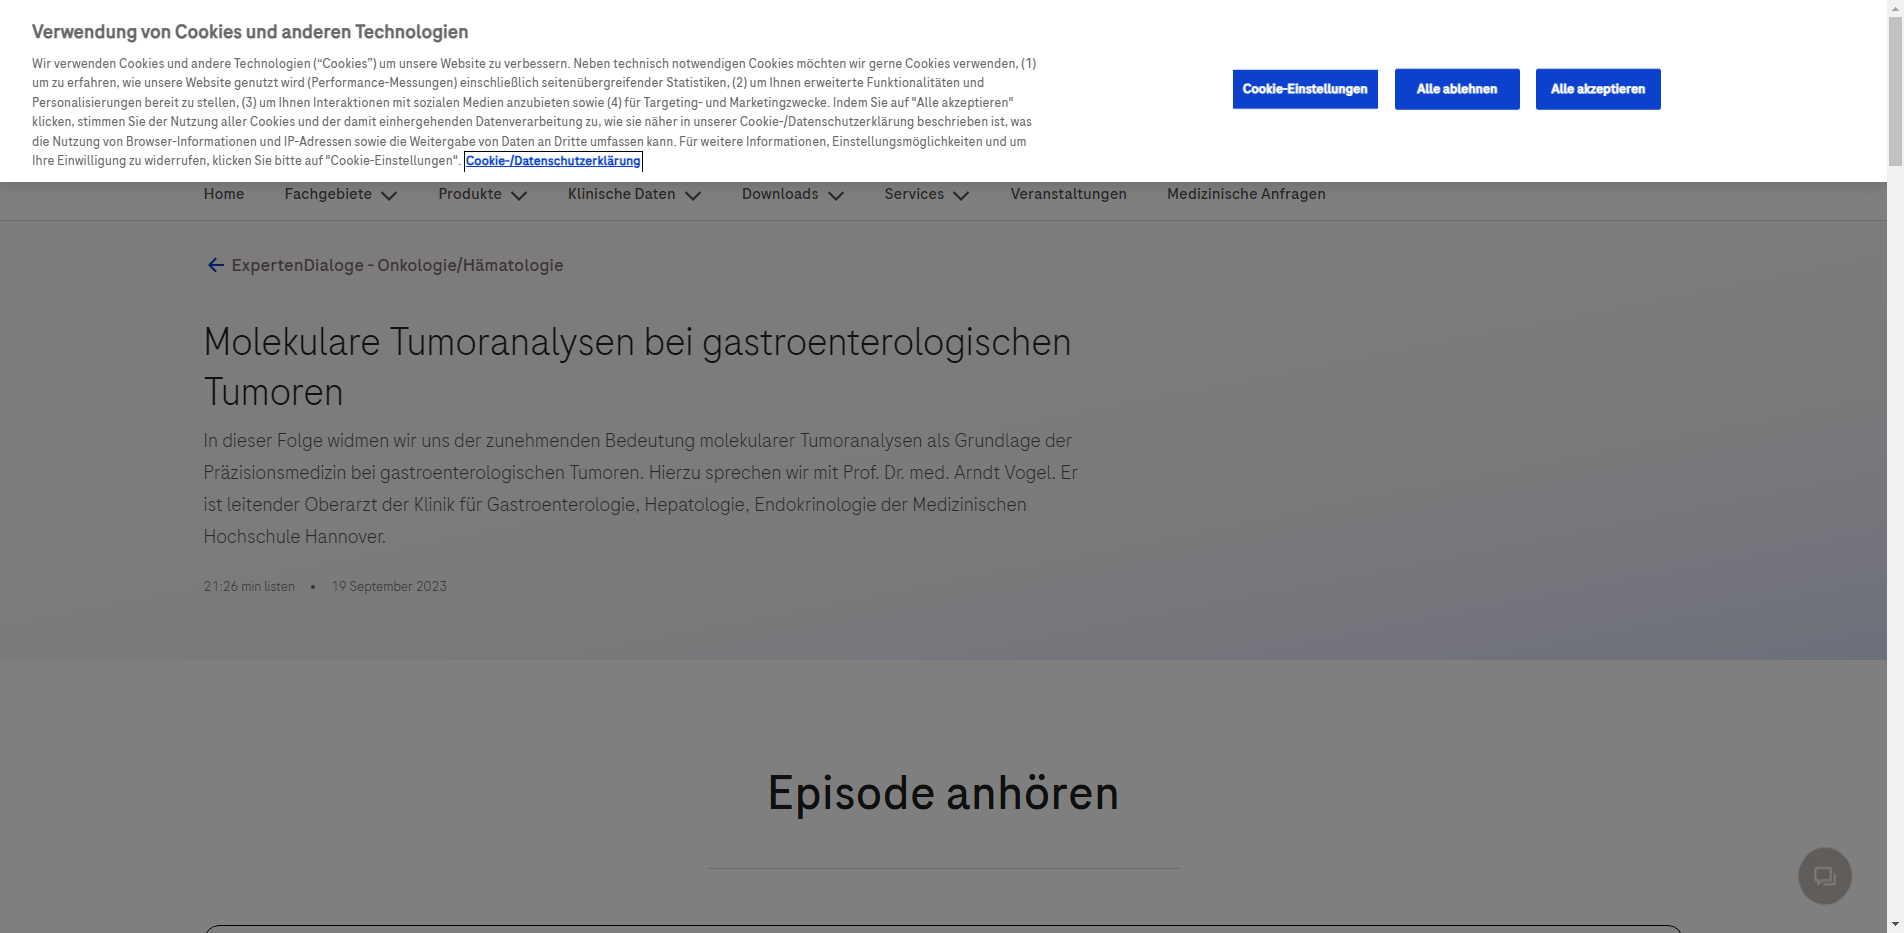 Verwendung von Cookies und anderen Technologien
Wir verwenden Cookies und andere Technologien (“Cookies”) um unsere Website zu verbessern. Neben technisch notwendigen Cookies möchten wir gerne Cookies verwenden, (1)
um zu erfahren, wie unsere Website genutzt wird (Performance-Messungen) einschließlich seitenübergreifender Statistiken, (2) um Ihnen erweiterte Funktionalitäten und
Personalisierungen bereit zu stellen, (3) um Ihnen Interaktionen mit sozialen Medien anzubieten sowie (4) für Targeting- und Marketingzwecke. Indem Sie auf "Alle akzeptieren"
klicken, stimmen Sie der Nutzung aller Cookies und der damit einhergehenden Datenverarbeitung zu, wie sie näher in unserer Cookie-/Datenschutzerklärung beschrieben ist, was
die Nutzung von Browser-Informationen und IP-Adressen sowie die Weitergabe von Daten an Dritte umfassen kann. Für weitere Informationen, Einstellungsmöglichkeiten und um
Ihre Einwilligung zu widerrufen, klicken Sie bitte auf "Cookie-Einstellungen". Cookie-/Datenschutzerklärung
Cookie-Einstellungen Alle ablehnen Alle akzeptieren
Home Fachgebiete Produkte Klinische Daten Downloads Services Veranstaltungen Medizinische Anfragen
ExpertenDialoge - Onkologie/Hämatologie
Molekulare Tumoranalysen bei gastroenterologischen
Tumoren
In dieser Folge widmen wir uns der zunehmenden Bedeutung molekularer Tumoranalysen als Grundlage der
Präzisionsmedizin bei gastroenterologischen Tumoren. Hierzu sprechen wir mit Prof. Dr. med. Arndt Vogel. Er
ist leitender Oberarzt der Klinik für Gastroenterologie, Hepatologie, Endokrinologie der Medizinischen
Hochschule Hannover.
21:26 min listen • 19 September 2023
Episode anhören